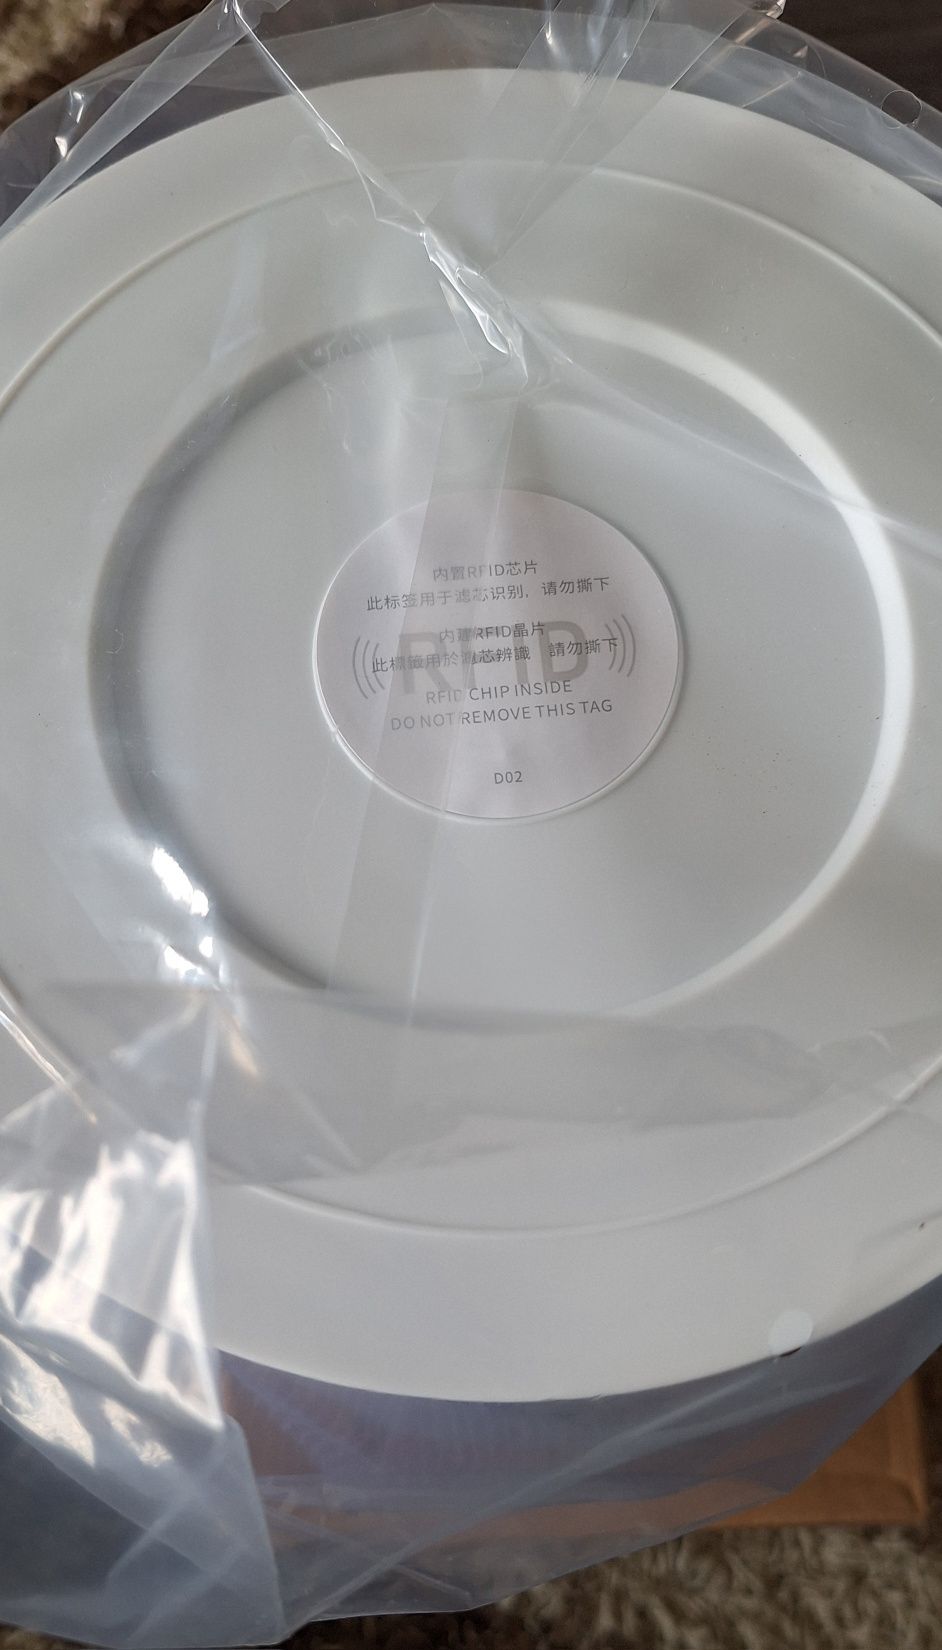 内置RFID芯片
此标签用于滤芯识别，请勿撕下
内建RFID晶片
此標籤用於濾芯辨識 請勿撕下
RFID
RFID CHIP INSIDE
DO NOT REMOVE THIS TAG
D02